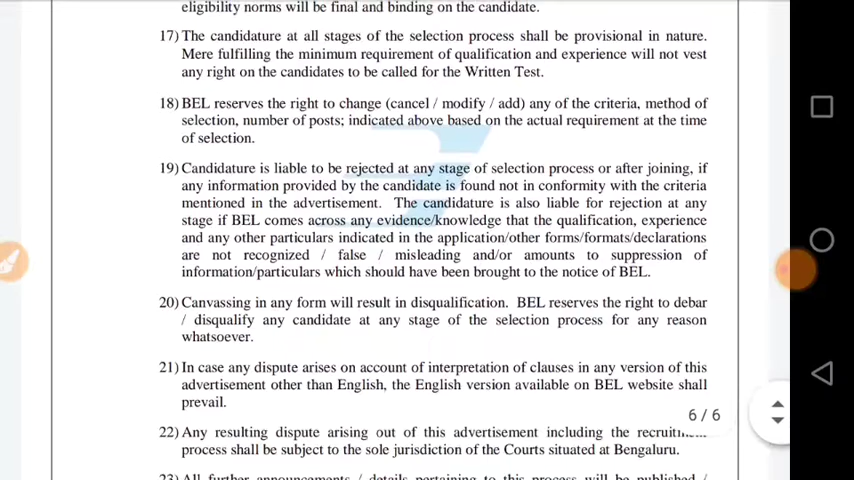 eligibility norms will be final and binding on the candidate.
17) The candidature at all stages of the selection process shall be provisional in nature.
Mere fulfilling the minimum requirement of qualification and experience will not vest
any right on the candidates to be called for the Written Test.
18) BEL reserves the right to change (cancel / modify / add) any of the criteria, method of
selection, number of posts; indicated above based on the actual requirement at the time
of selection.
19) Candidature is liable to be rejected at any stage of selection process or after joining, if
any information provided by the candidate is found not in conformity with the criteria
mentioned in the advertisement. The candidature is also liable for rejection at any
stage if BEL comes across any evidence/knowledge that the qualification, experience
and any other particulars indicated in the application/other forms/formats/declarations
are not recognized / false / misleading and/or amounts to suppression of
information/particulars which should have been brought to the notice of BEL.
20) Canvassing in any form will result in disqualification. BEL reserves the right to debar
/ disqualify any candidate at any stage of the selection process for any reason
whatsoever.
21) In case any dispute arises on account of interpretation of clauses in any version of this
advertisement other than English, the English version available on BEL website shall
prevail.
6 / 6
22) Any resulting dispute arising out of this advertisement including the recruitment
process shall be subject to the sole jurisdiction of the Courts situated at Bengaluru.
23) All further announcements / details pertaining to this process will be published /